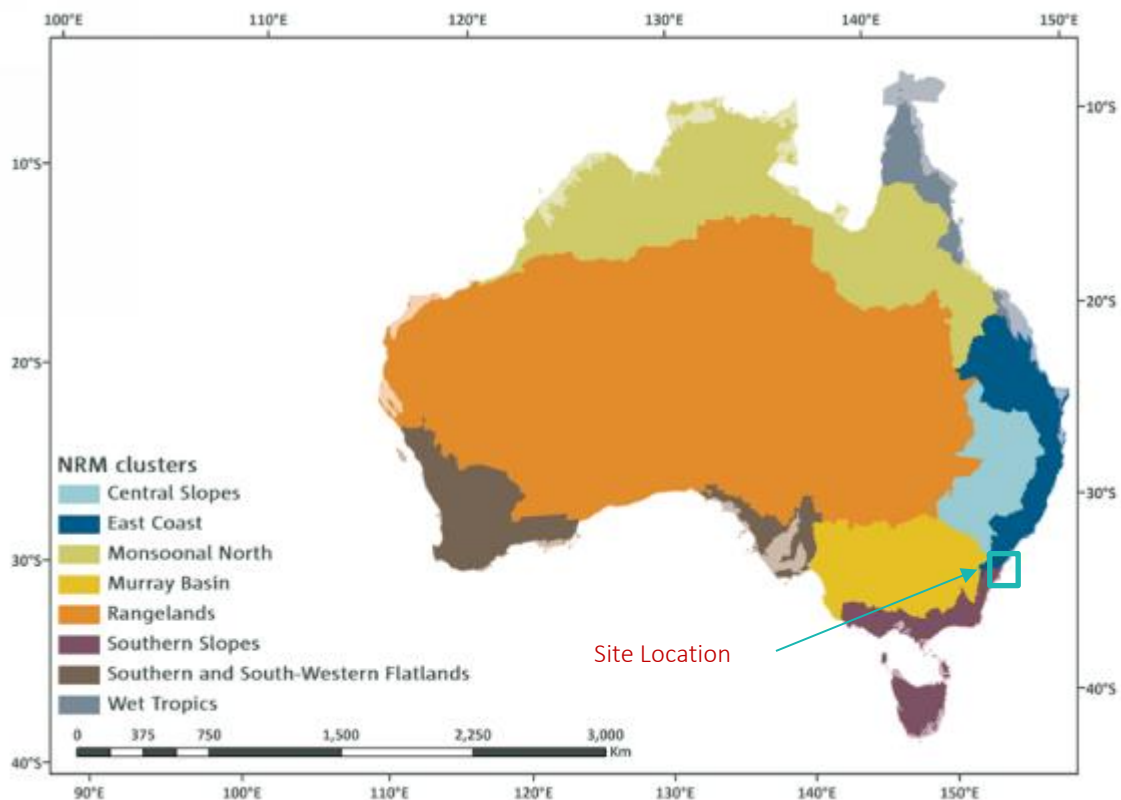 100°E 110°E 120°E 130°E 140°E 150°E
10°S
10°S
20°S
20°S
NRM clusters
Central Slopes
30°S
East Coast
Monsoonal North
30°S
Murray Basin
Rangelands
Southern Slopes
Site Location
Southern and South-Western Flatlands
40°S
Wet Tropics
0 375 750 1,500 2,250 3,000
Km
40°S
90°E 100°E 110°E 120°E 130°E 140°E 150°E